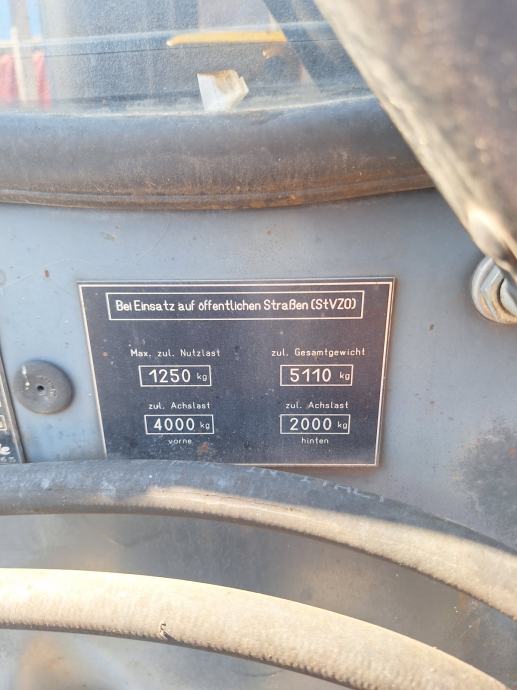 Bei Einsatz auf öffentlichen Straßen (StVZO)
Max. zul. Nutzlast zul. Gesamtgewicht
1250 kg 5110 kg
zul. Achslast zul. Achslast
4000 kg 2000 kg
vorne hinten